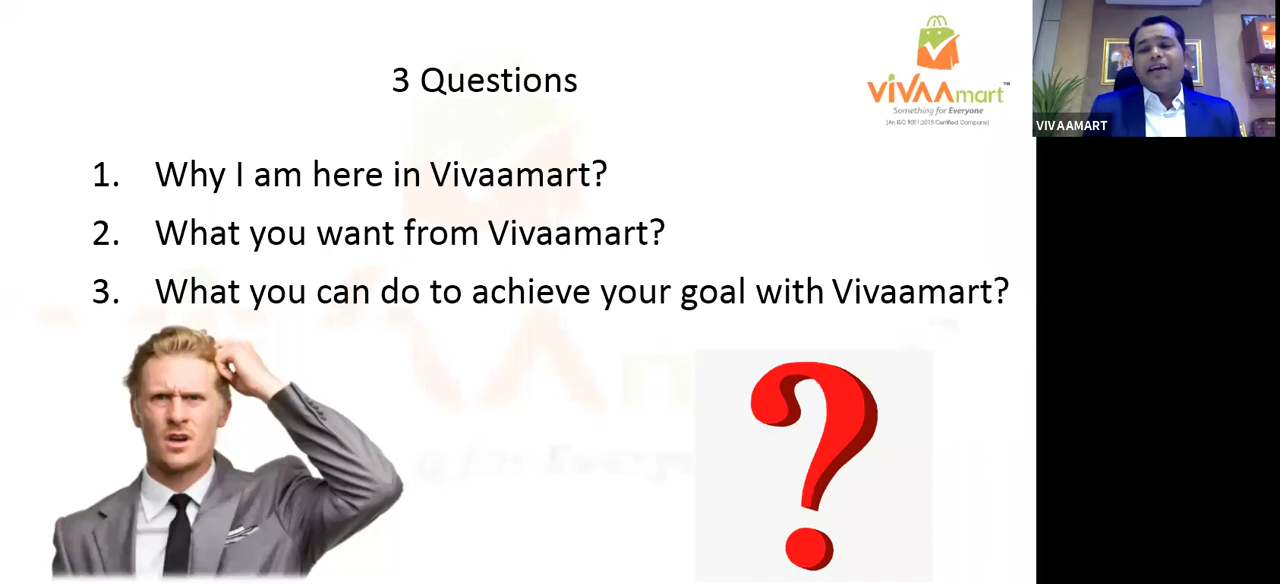 3 Questions
VIVAAmart™
Something for Everyone
(An ISO 9001:2015 Certified Company)
VIVAAMART
1. Why I am here in Vivaamart?
2. What you want from Vivaamart?
3. What you can do to achieve your goal with Vivaamart?